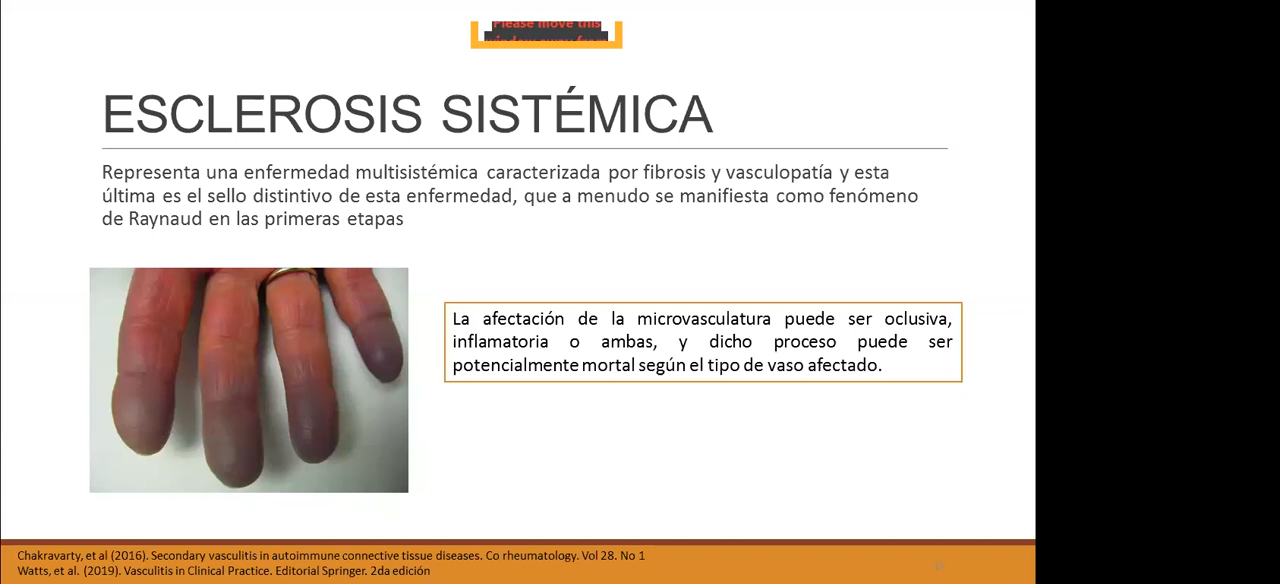 Please move this
ESCLEROSIS SISTÉMICA
Representa una enfermedad multisistémica caracterizada por fibrosis y vasculopatía y esta
última es el sello distintivo de esta enfermedad, que a menudo se manifiesta como fenómeno
de Raynaud en las primeras etapas
La afectación de la microvasculatura puede ser oclusiva,
inflamatoria o ambas, y dicho proceso puede ser
potencialmente mortal según el tipo de vaso afectado.
Chakravarty, et al (2016). Secondary vasculitis in autoimmune connective tissue diseases. Co rheumatology. Vol 28. No 1
Watts, et al. (2019). Vasculitis in Clinical Practice. Editorial Springer. 2da edición